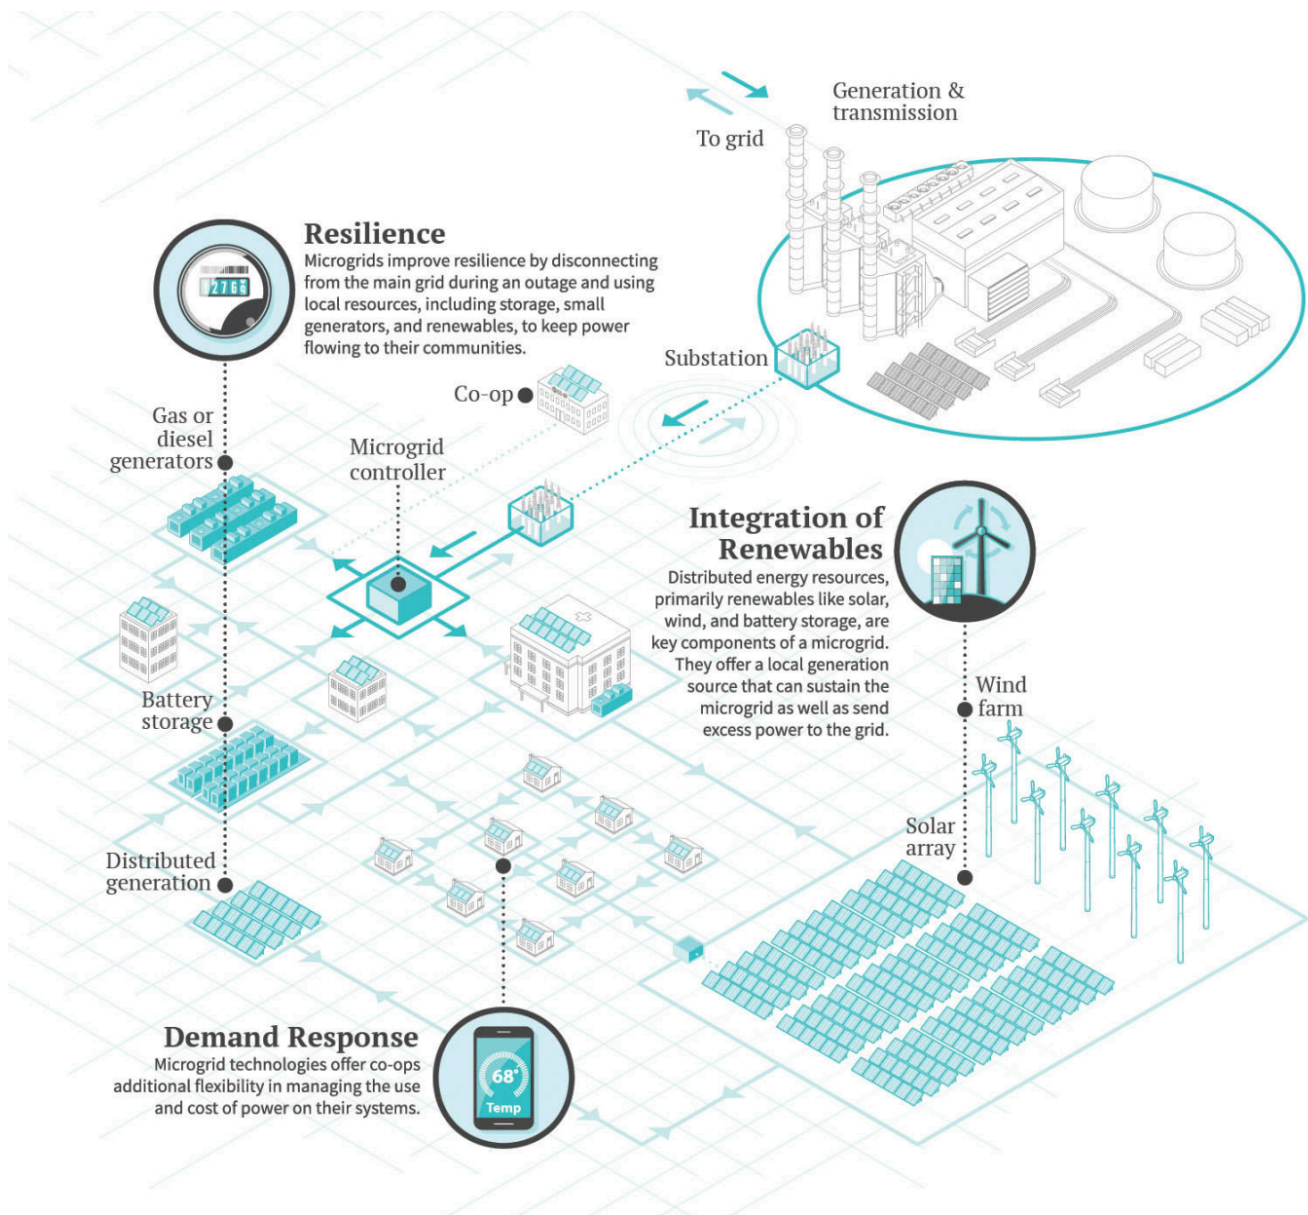 Generation &
transmission
To grid
Resilience
Microgrids improve resilience by disconnecting
from the main grid during an outage and using
local resources, including storage, small
generators, and renewables, to keep power
flowing to their communities.
Substation
Co-op
Gas or
diesel
generators
Microgrid
controller
Integration of
Renewables
Distributed energy resources,
primarily renewables like solar,
wind, and battery storage, are
key components of a microgrid.
They offer a local generation
source that can sustain the
microgrid as well as send
excess power to the grid.
Battery
storage
Wind
farm
Solar
array
Distributed
generation
Demand Response
Microgrid technologies offer co-ops
additional flexibility in managing the use
and cost of power on their systems.
68°
Temp